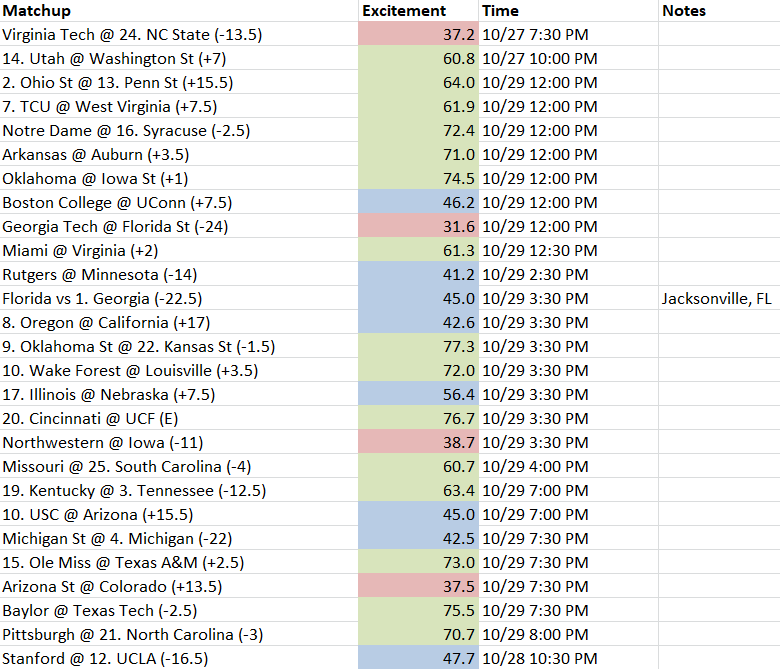 Matchup Excitement Time Notes
Virginia Tech @ 24. NC State (-13.5) 37.2 10/27 7:30 PM
14. Utah @ Washington St (+7) 60.8 10/27 10:00 PM
2. Ohio St @ 13. Penn St (+15.5) 64.0 10/29 12:00 PM
7. TCU @ West Virginia (+7.5) 61.9 10/29 12:00 PM
Notre Dame @ 16. Syracuse (-2.5) 72.4 10/29 12:00 PM
Arkansas @ Auburn (+3.5) 71.0 10/29 12:00 PM
Oklahoma @ Iowa St (+1) 74.5 10/29 12:00 PM
Boston College @ UConn (+7.5) 46.2 10/29 12:00 PM
Georgia Tech @ Florida St (-24) 31.6 10/29 12:00 PM
Miami @ Virginia (+2) 61.3 10/29 12:30 PM
Rutgers @ Minnesota (-14) 41.2 10/29 2:30 PM
Florida vs 1. Georgia (-22.5) 45.0 10/29 3:30 PM Jacksonville, FL
8. Oregon @ California (+17) 42.6 10/29 3:30 PM
9. Oklahoma St @ 22. Kansas St (-1.5) 77.3 10/29 3:30 PM
10. Wake Forest @ Louisville (+3.5) 72.0 10/29 3:30 PM
17. Illinois @ Nebraska (+7.5) 56.4 10/29 3:30 PM
20. Cincinnati @ UCF (E) 76.7 10/29 3:30 PM
Northwestern @ Iowa (-11) 38.7 10/29 3:30 PM
Missouri @ 25. South Carolina (-4) 60.7 10/29 4:00 PM
19. Kentucky @ 3. Tennessee (-12.5) 63.4 10/29 7:00 PM
10. USC @ Arizona (+15.5) 45.0 10/29 7:00 PM
Michigan St @ 4. Michigan (-22) 42.5 10/29 7:30 PM
15. Ole Miss @ Texas A&M (+2.5) 73.0 10/29 7:30 PM
Arizona St @ Colorado (+13.5) 37.5 10/29 7:30 PM
Baylor @ Texas Tech (-2.5) 75.5 10/29 7:30 PM
Pittsburgh @ 21. North Carolina (-3) 70.7 10/29 8:00 PM
Stanford @ 12. UCLA (-16.5) 47.7 10/28 10:30 PM